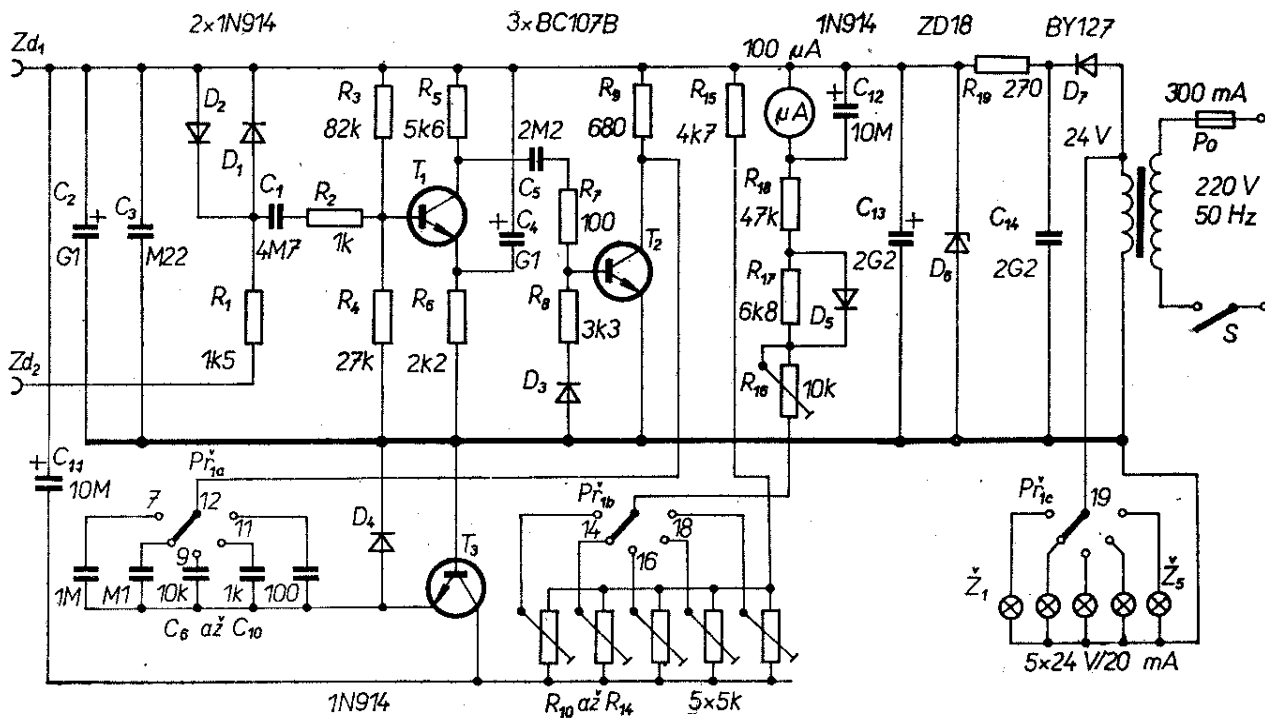 2×1N914
3×BC107B
1N914
ZD18
BY127
Zd₁
100 µA
D₂
D₁
R₃
82k
R₅
5k6
2M2
C₅
R₉
680
R₁₅
4k7
µA
C₁₂
10M
R₁₉
270
D₇
24 V
300 mA
Po
220 V
50 Hz
C₂
G1
C₃
M22
C₁
4M7
R₂
1k
T₁
C₄
G1
R₇
100
T₂
R₁₈
47k
C₁₃
2G2
D₆
C₁₄
2G2
R₁
1k5
R₄
27k
R₆
2k2
R₈
3k3
D₃
R₁₇
6k8
D₅
R₁₆
10k
S
Zd₂
C₁₁
10M
Př₁ₐ
7
12
11
9
D₄
T₃
Př₁b
14
18
16
Př₁c
19
1M
M1
10k
1k
100
C₆ až C₁₀
Ž₁
Ž₅
5×24 V/20 mA
1N914
R₁₀ až R₁₄
5×5k